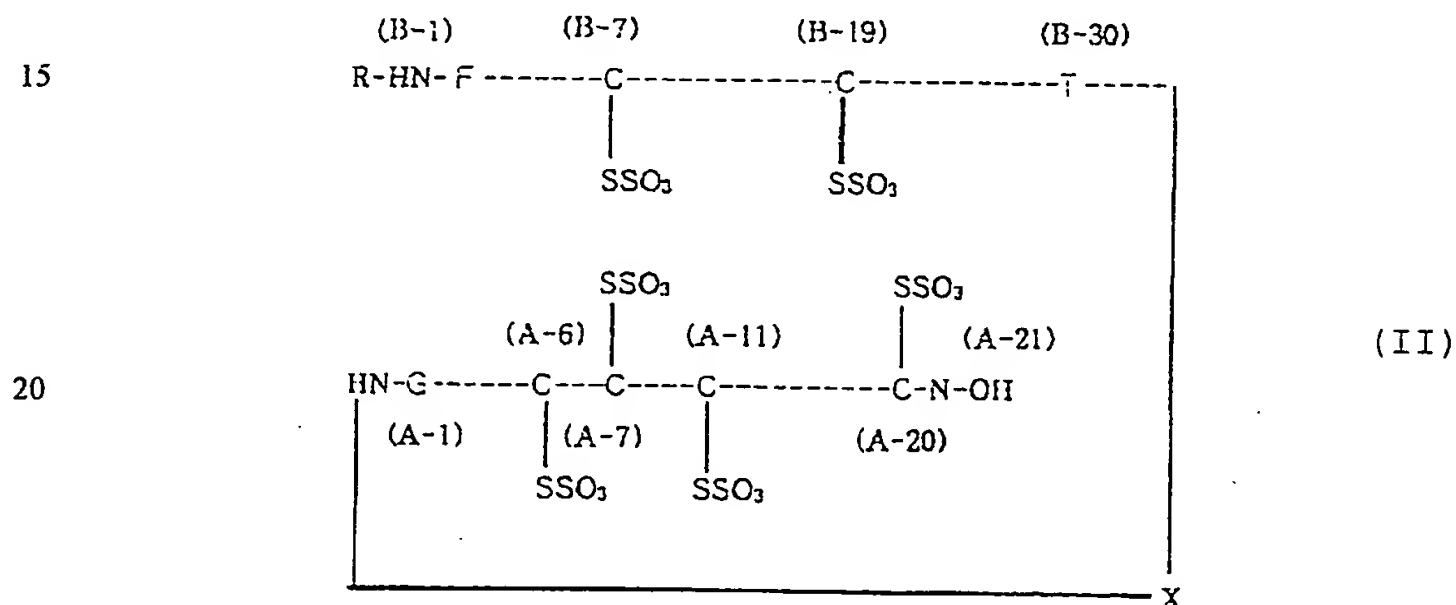 (B-1) (B-7) (B-19) (B-30)
15 R-HN-F------C----------C----------T-----
SSO₃ SSO₃
SSO₃ SSO₃
(A-6) (A-11) (A-21) (II)
20 HN-G------C---C----C---------C-N-OH
(A-1) (A-7) (A-20)
SSO₃ SSO₃
X